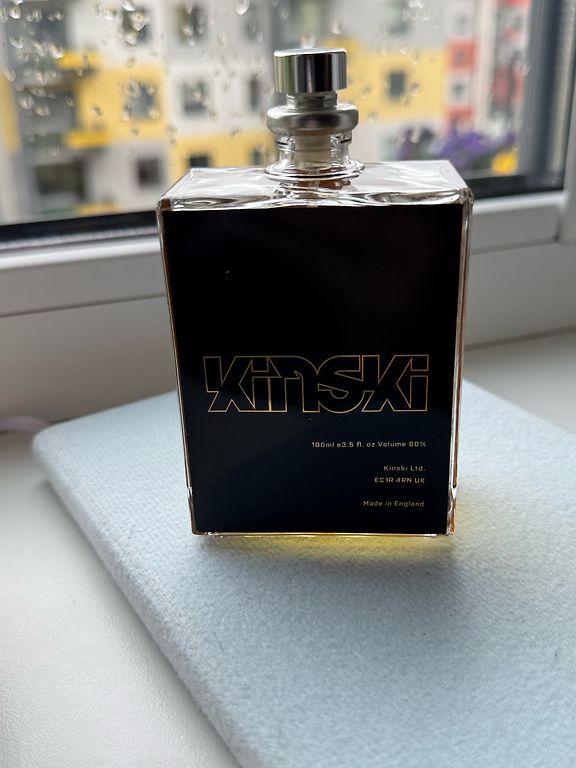 KINSKI
100ml e3.5 fl. oz Volume 80%
Kinski Ltd.
EC1R 4RN UK
Made in England